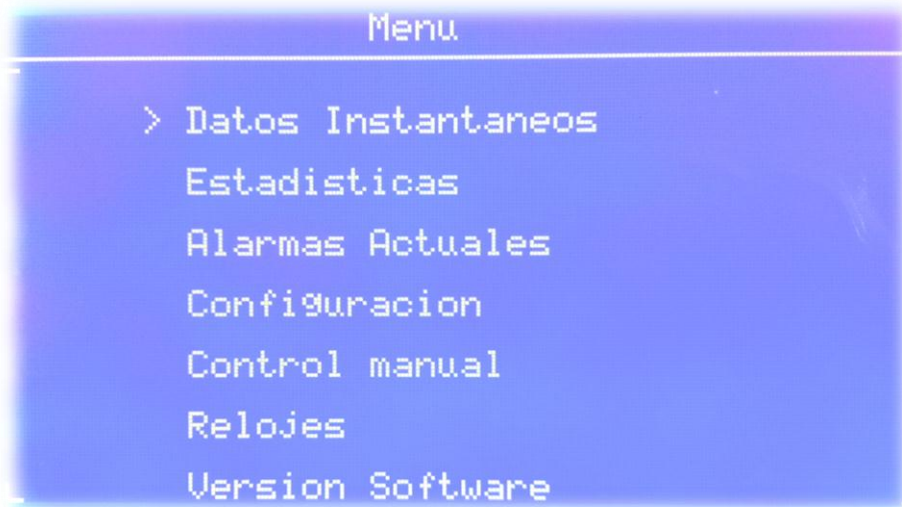 Menu
> Datos Instantaneos
Estadisticas
Alarmas Actuales
Configuracion
Control manual
Relojes
Version Software